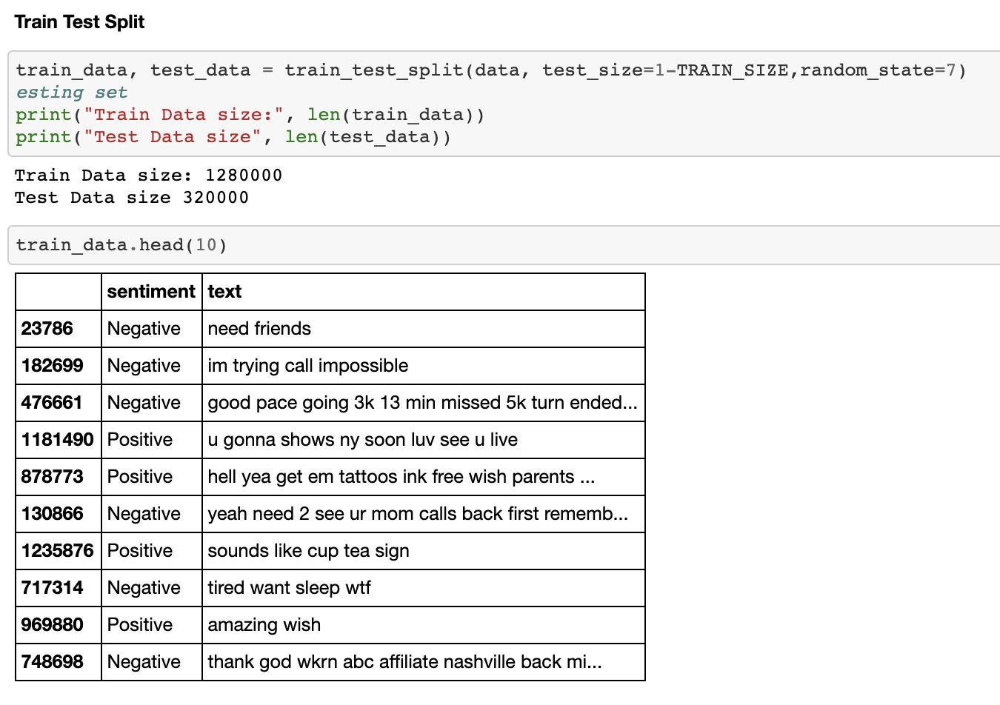 Train Test Split
train_data, test_data = train_test_split(data, test_size=1-TRAIN_SIZE,random_state=7)
esting set
print("Train Data size:", len(train_data))
print("Test Data size", len(test_data))
Train Data size: 1280000
Test Data size 320000
train_data.head(10)
sentiment text
23786 Negative need friends
182699 Negative im trying call impossible
476661 Negative good pace going 3k 13 min missed 5k turn ended...
1181490 Positive u gonna shows ny soon luv see u live
878773 Positive hell yea get em tattoos ink free wish parents ...
130866 Negative yeah need 2 see ur mom calls back first rememb...
1235876 Positive sounds like cup tea sign
717314 Negative tired want sleep wtf
969880 Positive amazing wish
748698 Negative thank god wkrn abc affiliate nashville back mi...